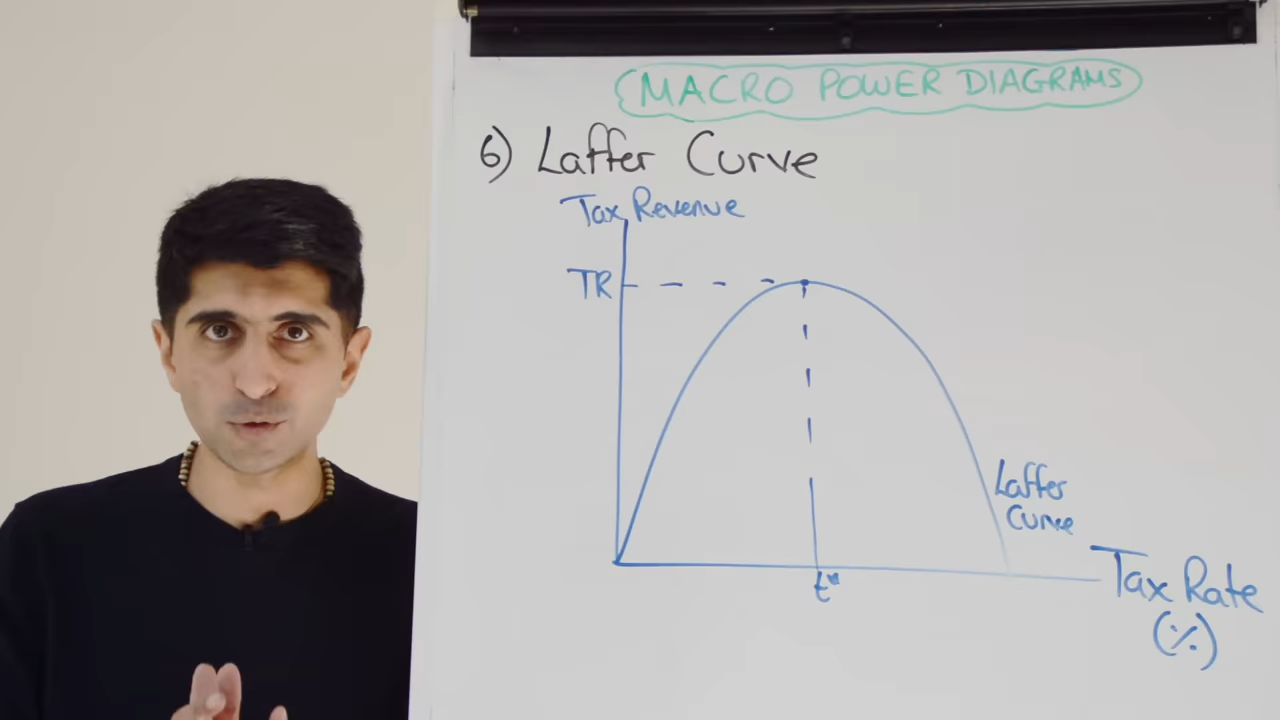 MACRO POWER DIAGRAMS
6) Laffer Curve
Tax Revenue
TR
Laffer
Curve
t*
Tax Rate
(%)